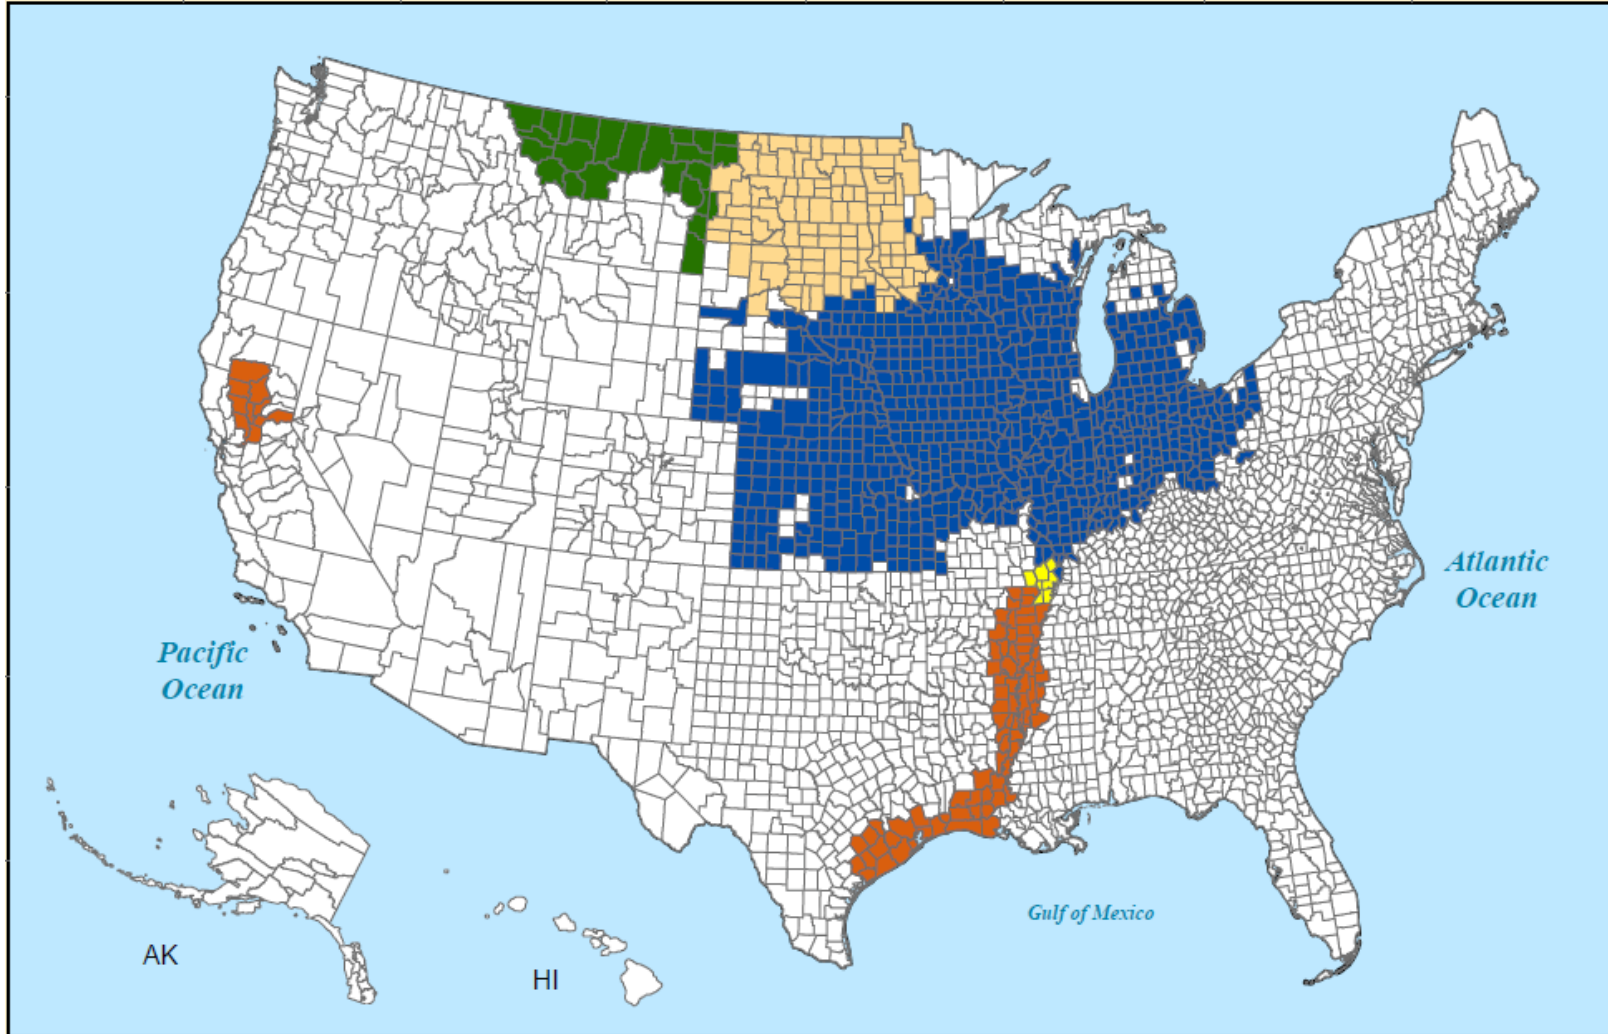 Atlantic
Ocean
Pacific
Ocean
Gulf of Mexico
AK
HI